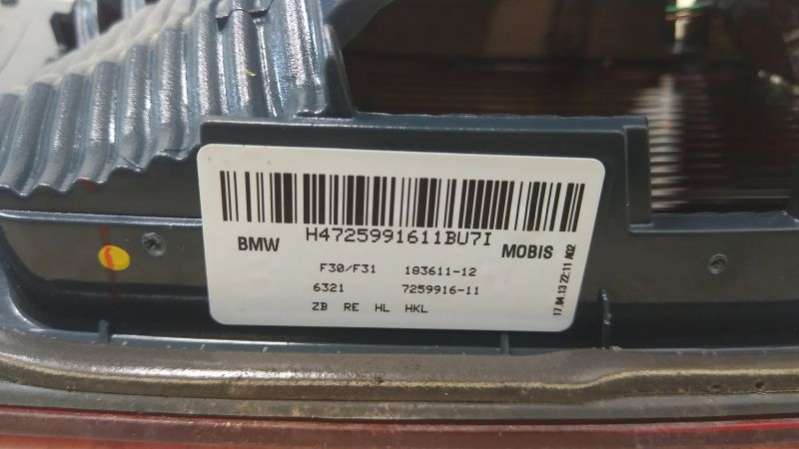 H4725991611BU7I
BMW MOBIS
F30/F31 183611-12
6321 7259916-11
ZB RE HL HKL
17.04.13 22:11 A02